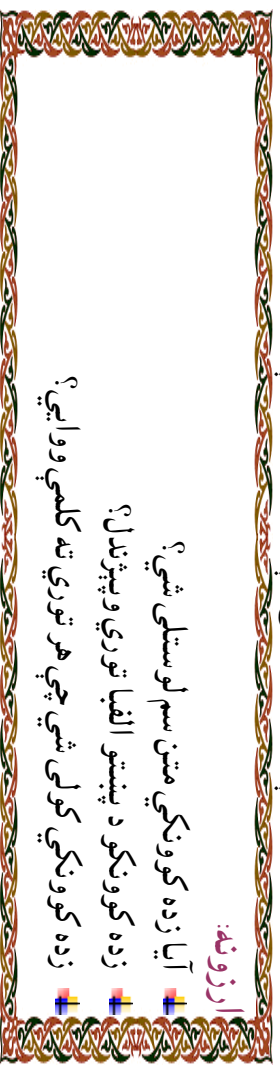 ارزونه:
آيا زده کوونکي متن سم لوستلی شي؟
زده کوونکو د پښتو الفبا توري وپېژندل؟
زده کوونکي کولی شي چې هر توري ته کلمې ووايي؟